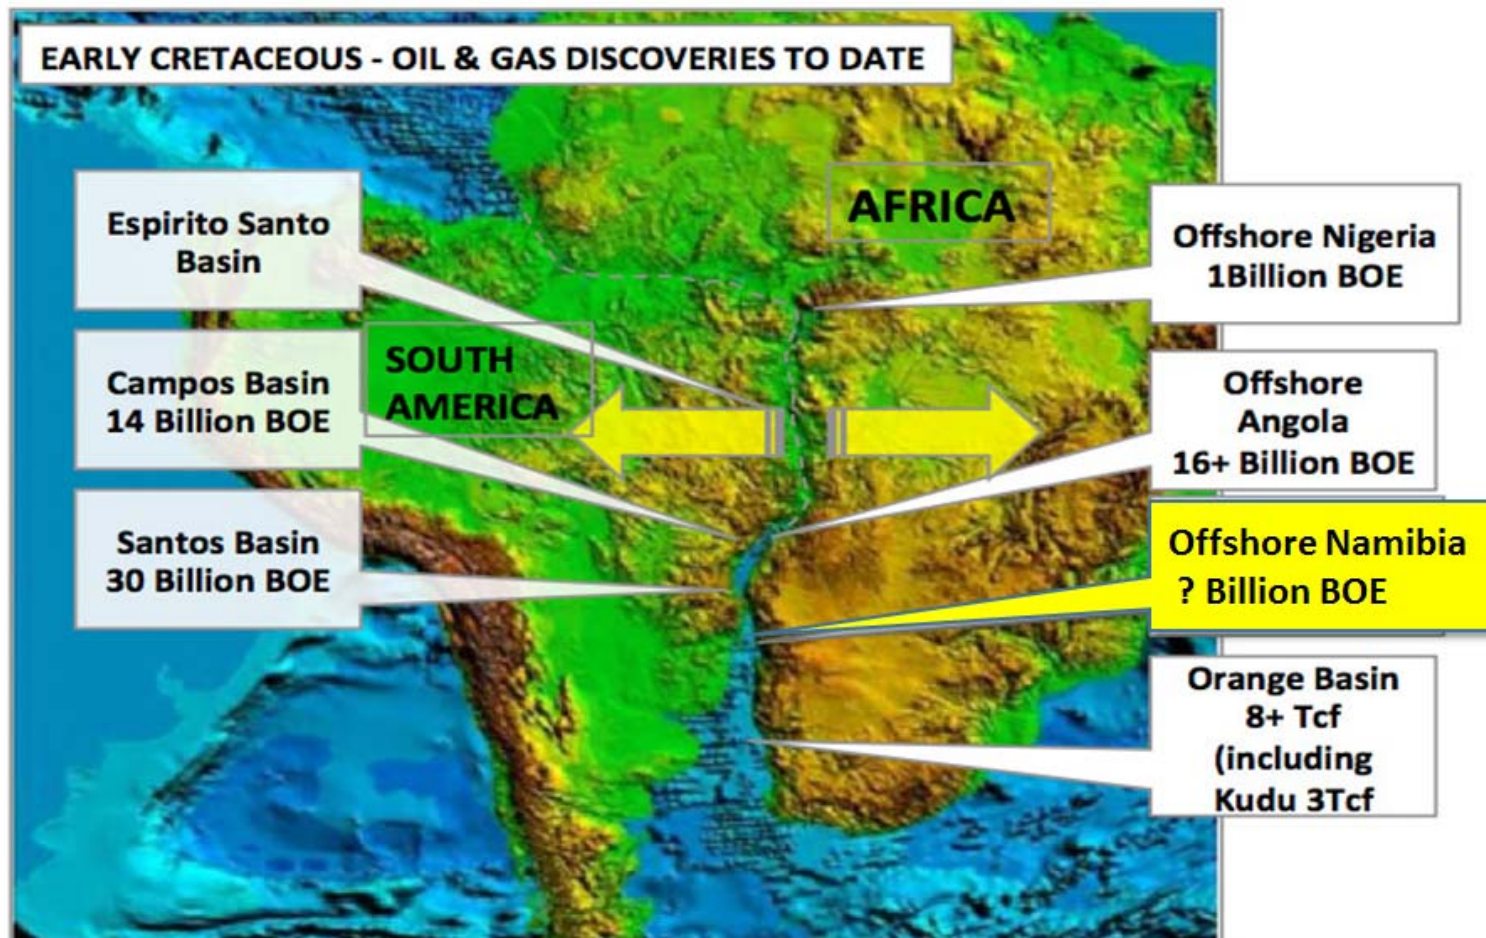 EARLY CRETACEOUS - OIL & GAS DISCOVERIES TO DATE
AFRICA
Espirito Santo
Basin
Offshore Nigeria
1Billion BOE
SOUTH
AMERICA
Campos Basin
14 Billion BOE
Offshore
Angola
16+ Billion BOE
Santos Basin
30 Billion BOE
Offshore Namibia
? Billion BOE
Orange Basin
8+ Tcf
(including
Kudu 3Tcf